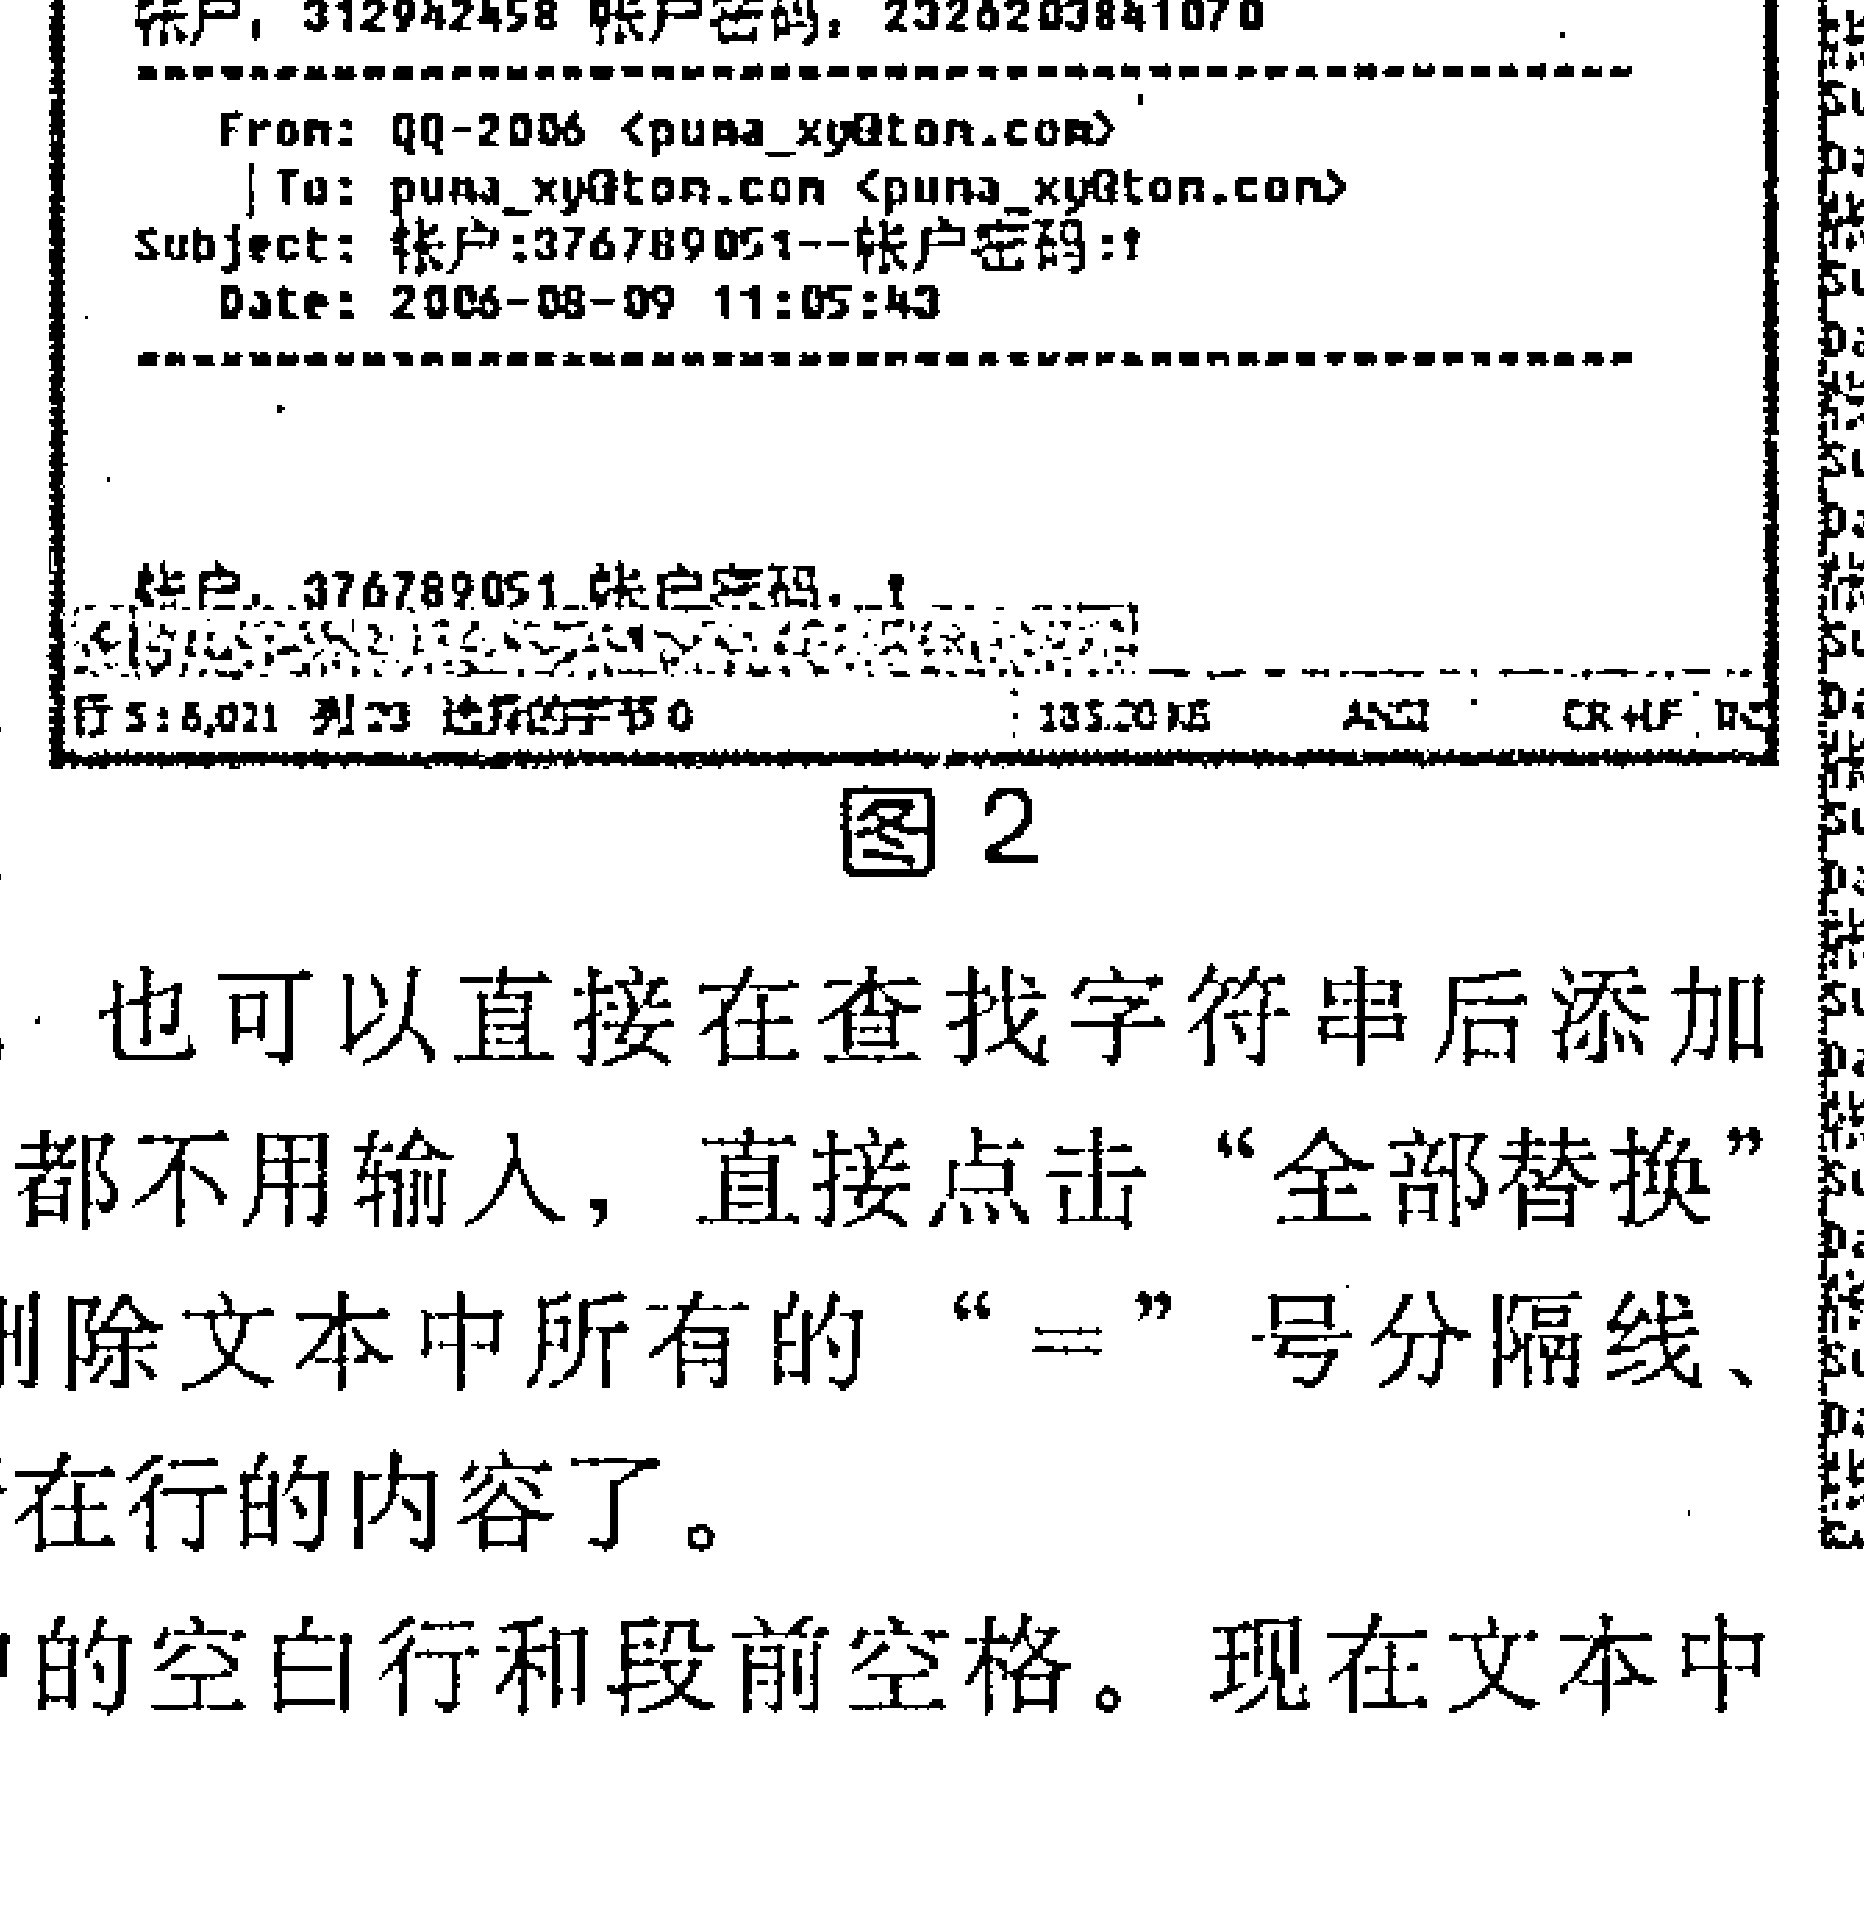 帐户: 312942458 帐户密码: 2326203841070
From: QQ-2006 <puma_xy@tom.com>
To: puma_xy@tom.com <puma_xy@tom.com>
Subject: 帐户:376789051--帐户密码:!
Date: 2006-08-09 11:05:43
帐户: 376789051 帐户密码: !
行 5:6,021 列 23 选择的字节 0 ANSI CR+LF
图 2
也可以直接在查找字符串后添加
都不用输入，直接点击“全部替换”
删除文本中所有的“=”号分隔线、
在行的内容了。
的空白行和段前空格。现在文本中